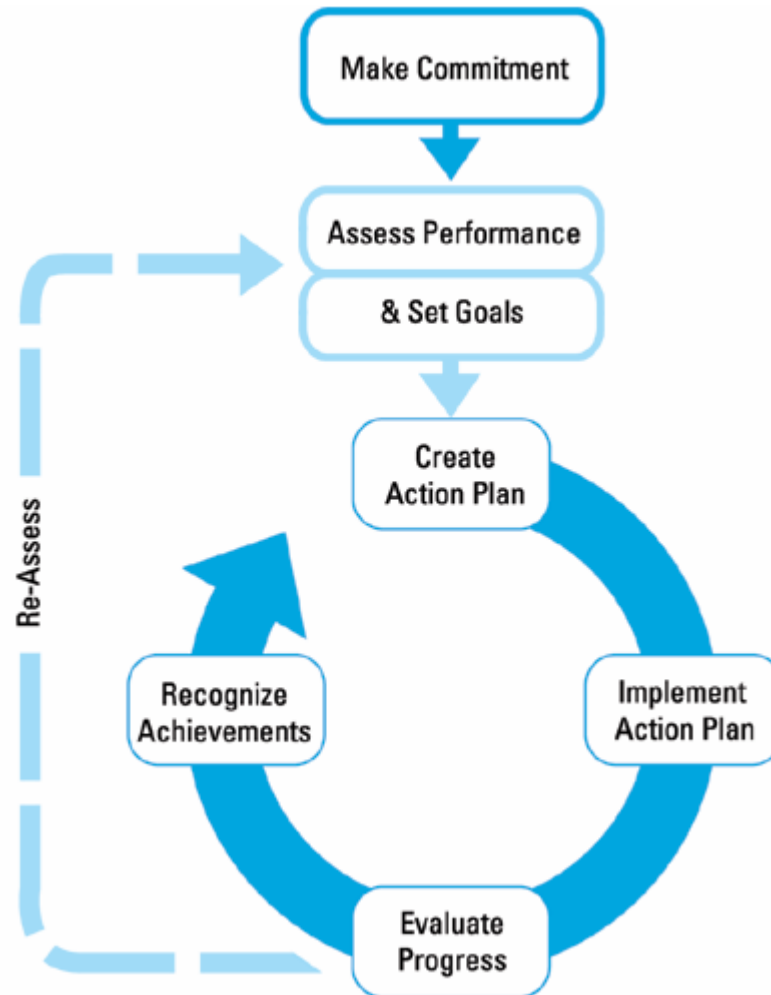 Make Commitment
Assess Performance
& Set Goals
Create
Action Plan
Re-Assess
Recognize
Achievements
Implement
Action Plan
Evaluate
Progress